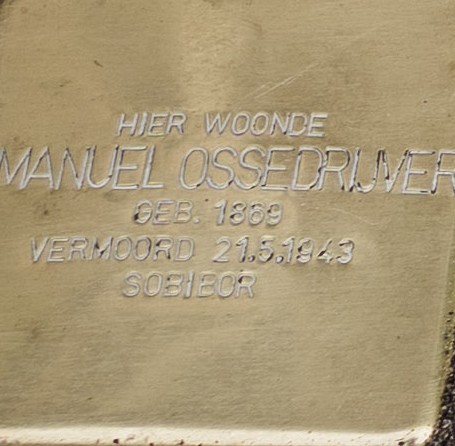 HIER WOONDE
MANUEL OSSEDRIJVER
GEB. 1869
VERMOORD 21.5.1943
SOBIBOR